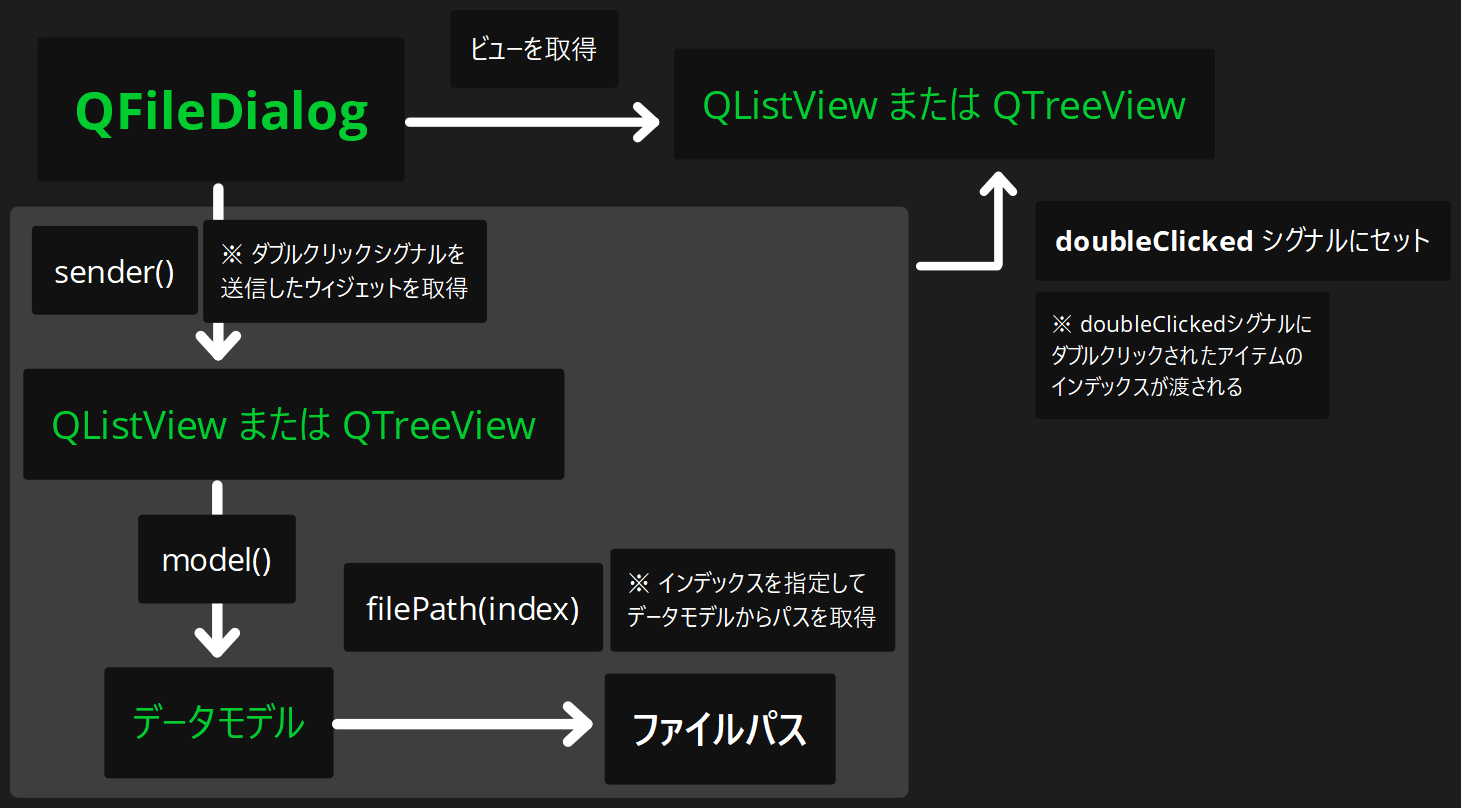 QFileDialog
ビューを取得
QListView または QTreeView
sender()
※ ダブルクリックシグナルを
送信したウィジェットを取得
doubleClicked シグナルにセット
※ doubleClickedシグナルに
ダブルクリックされたアイテムの
インデックスが渡される
QListView または QTreeView
model()
filePath(index)
※ インデックスを指定して
データモデルからパスを取得
データモデル
ファイルパス